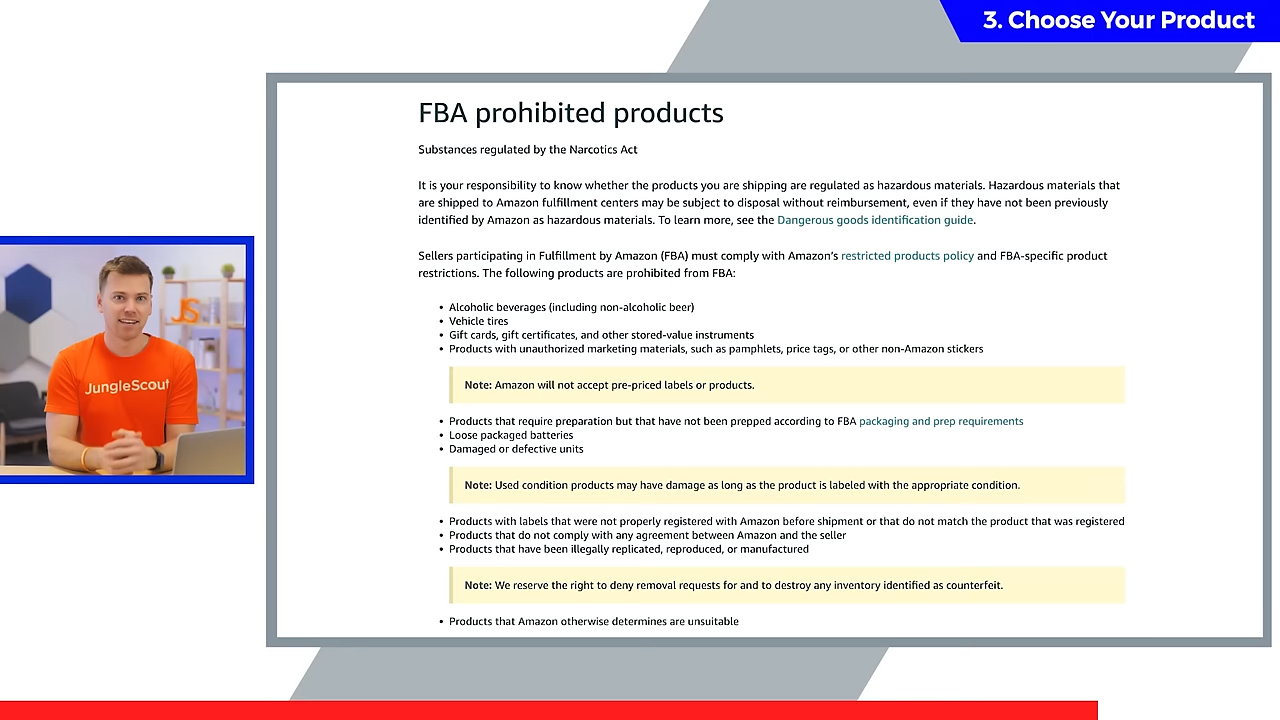 3. Choose Your Product
FBA prohibited products
Substances regulated by the Narcotics Act
It is your responsibility to know whether the products you are shipping are regulated as hazardous materials. Hazardous materials that
are shipped to Amazon fulfillment centers may be subject to disposal without reimbursement, even if they have not been previously
identified by Amazon as hazardous materials. To learn more, see the Dangerous goods identification guide.
Sellers participating in Fulfillment by Amazon (FBA) must comply with Amazon's restricted products policy and FBA-specific product
restrictions. The following products are prohibited from FBA:
• Alcoholic beverages (including non-alcoholic beer)
• Vehicle tires
• Gift cards, gift certificates, and other stored-value instruments
• Products with unauthorized marketing materials, such as pamphlets, price tags, or other non-Amazon stickers
Note: Amazon will not accept pre-priced labels or products.
• Products that require preparation but that have not been prepped according to FBA packaging and prep requirements
• Loose packaged batteries
• Damaged or defective units
Note: Used condition products may have damage as long as the product is labeled with the appropriate condition.
• Products with labels that were not properly registered with Amazon before shipment or that do not match the product that was registered
• Products that do not comply with any agreement between Amazon and the seller
• Products that have been illegally replicated, reproduced, or manufactured
Note: We reserve the right to deny removal requests for and to destroy any inventory identified as counterfeit.
• Products that Amazon otherwise determines are unsuitable
JS
JungleScout